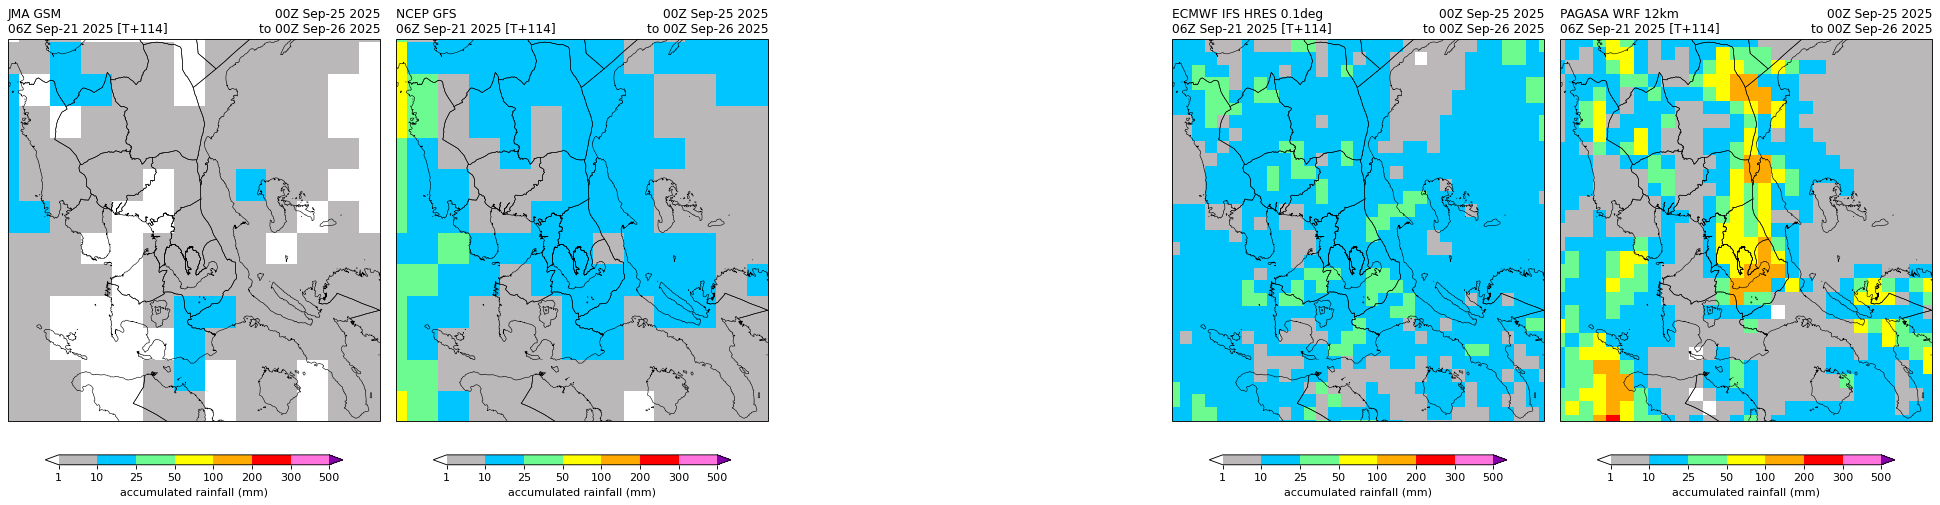 JMA GSM 00Z Sep-25 2025
06Z Sep-21 2025 [T+114] to 00Z Sep-26 2025
1 10 25 50 100 200 300 500
accumulated rainfall (mm)
NCEP GFS 00Z Sep-25 2025
06Z Sep-21 2025 [T+114] to 00Z Sep-26 2025
1 10 25 50 100 200 300 500
accumulated rainfall (mm)
ECMWF IFS HRES 0.1deg 00Z Sep-25 2025
06Z Sep-21 2025 [T+114] to 00Z Sep-26 2025
1 10 25 50 100 200 300 500
accumulated rainfall (mm)
PAGASA WRF 12km 00Z Sep-25 2025
06Z Sep-21 2025 [T+114] to 00Z Sep-26 2025
1 10 25 50 100 200 300 500
accumulated rainfall (mm)